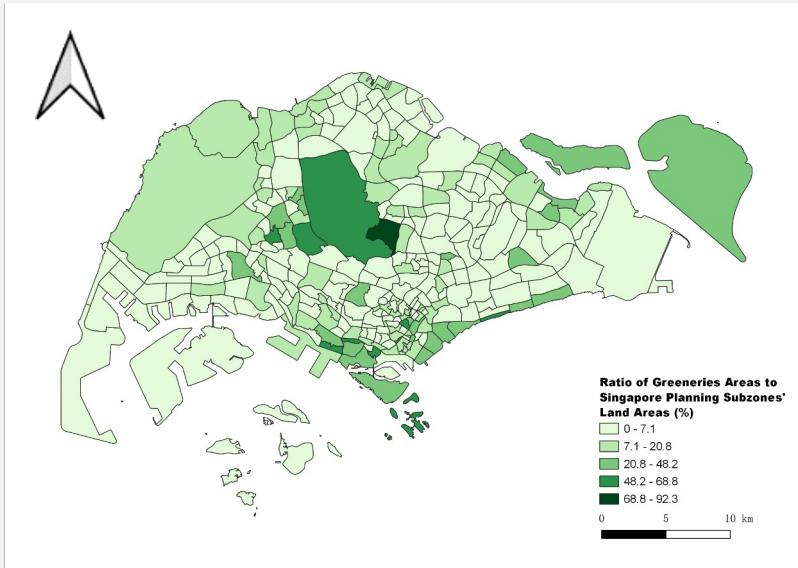 Ratio of Greeneries Areas to
Singapore Planning Subzones'
Land Areas (%)
0 - 7.1
7.1 - 20.8
20.8 - 48.2
48.2 - 68.8
68.8 - 92.3
0 5 10 km